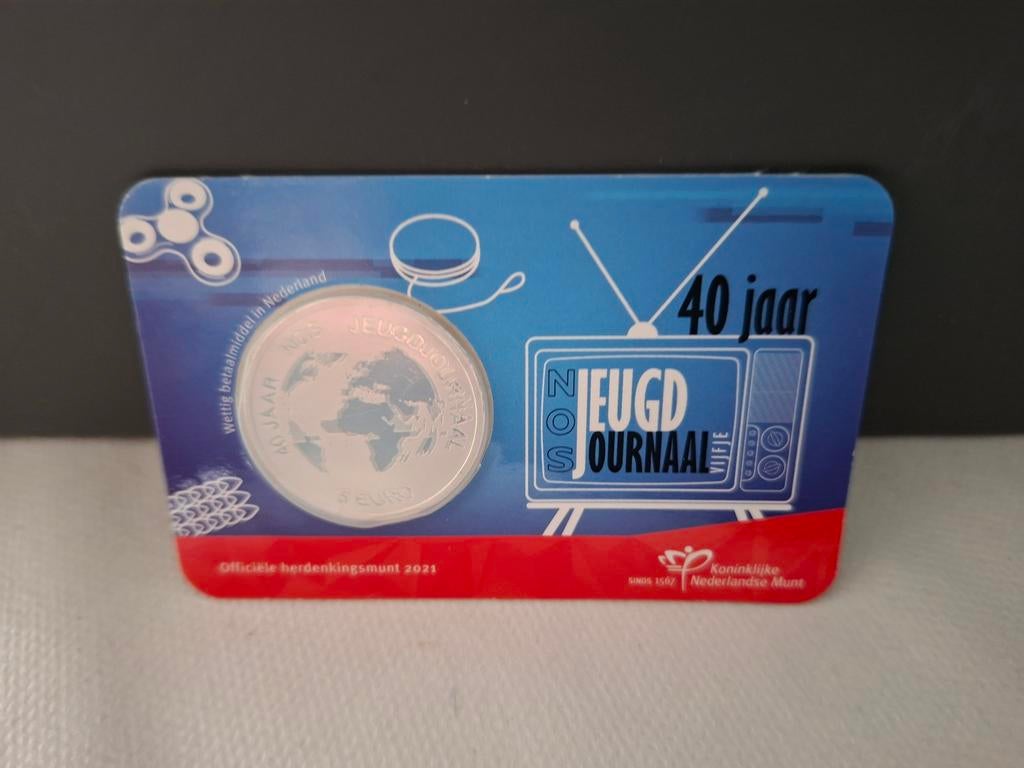 Wettig betaalmiddel in Nederland
40 JAAR NOS JEUGDJOURNAAL
5 EURO
40 jaar
NOS
JEUGD
JOURNAAL
VIJFJE
Officiële herdenkingsmunt 2021
SINDS 1567
Koninklijke
Nederlandse Munt